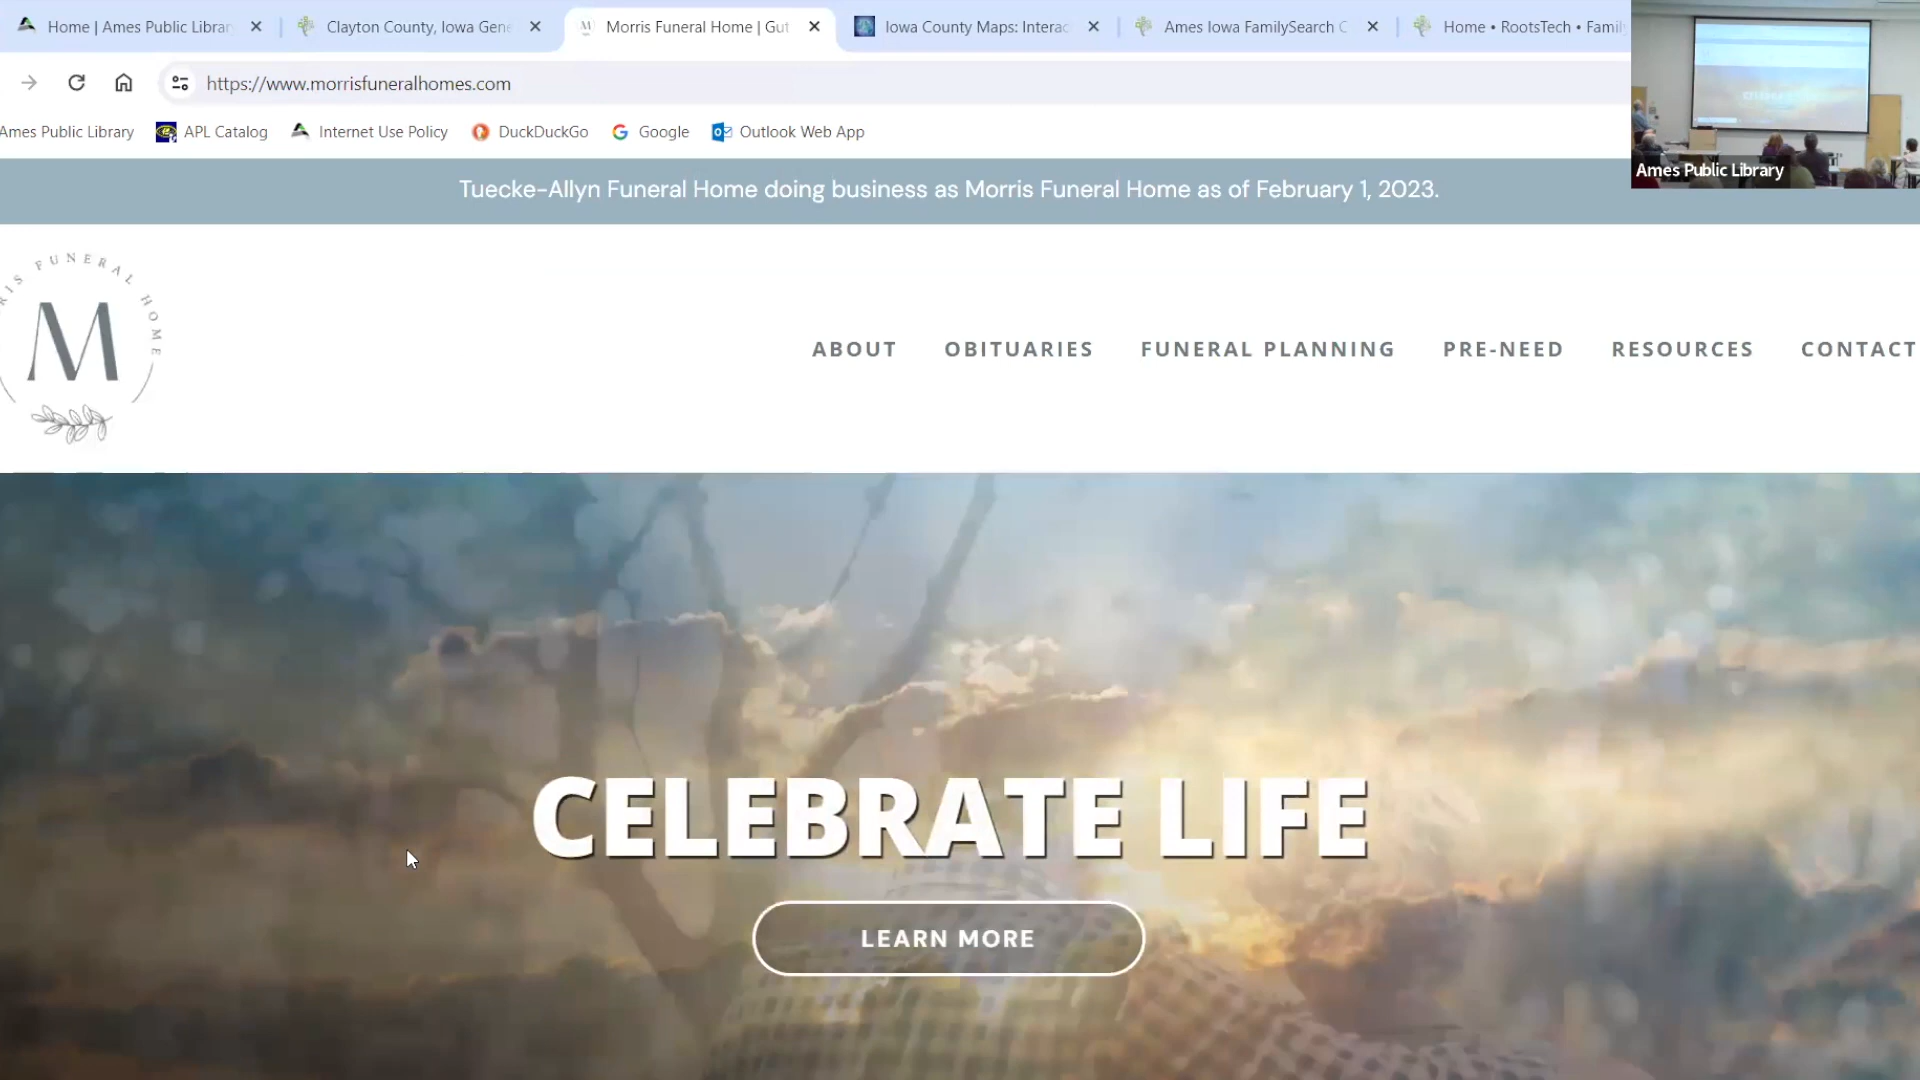 Home | Ames Public Librar
Clayton County, Iowa Gene
Morris Funeral Home | Gut
Iowa County Maps: Interac
Ames Iowa FamilySearch C
Home • RootsTech • Famil
https://www.morrisfuneralhomes.com
Ames Public Library
APL Catalog
Internet Use Policy
DuckDuckGo
Google
Outlook Web App
Ames Public Library
Tuecke-Allyn Funeral Home doing business as Morris Funeral Home as of February 1, 2023.
RIS FUNERAL HOME
M
ABOUT
OBITUARIES
FUNERAL PLANNING
PRE-NEED
RESOURCES
CONTACT
CELEBRATE LIFE
LEARN MORE